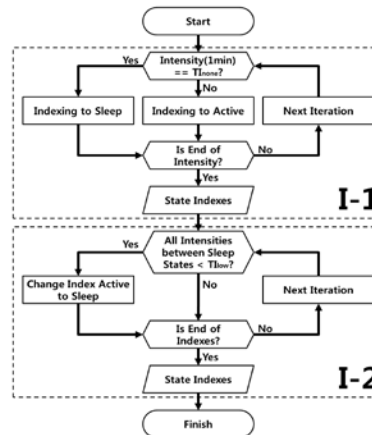 Start
Intensity(1min)
== TInone?
Yes
No
Indexing to Sleep
Indexing to Active
Next Iteration
Is End of
Intensity?
No
Yes
State Indexes
I-1
All Intensities
between Sleep
States < TIlow?
Yes
No
Change Index Active
to Sleep
Next Iteration
Is End of
Indexes?
No
Yes
State Indexes
I-2
Finish